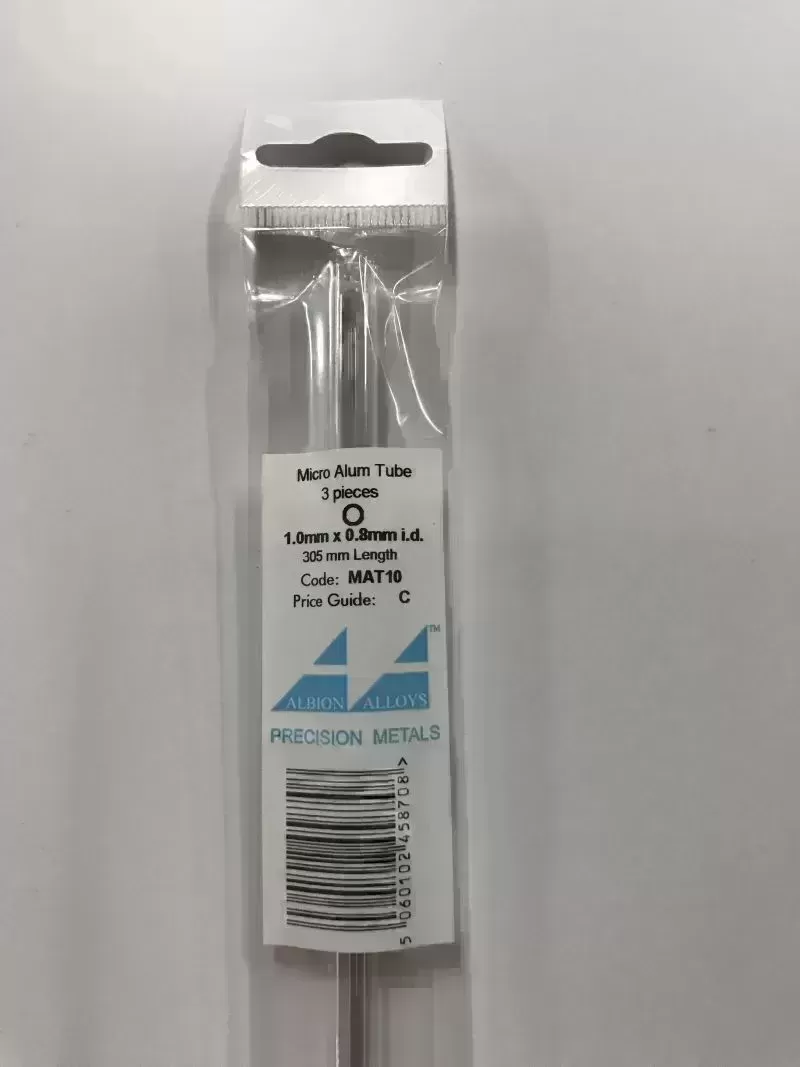 Micro Alum Tube
3 pieces
1.0mm x 0.8mm i.d.
305 mm Length
Code: MAT10
Price Guide: C
TM
ALBION ALLOYS
PRECISION METALS
5 060102 458708 >